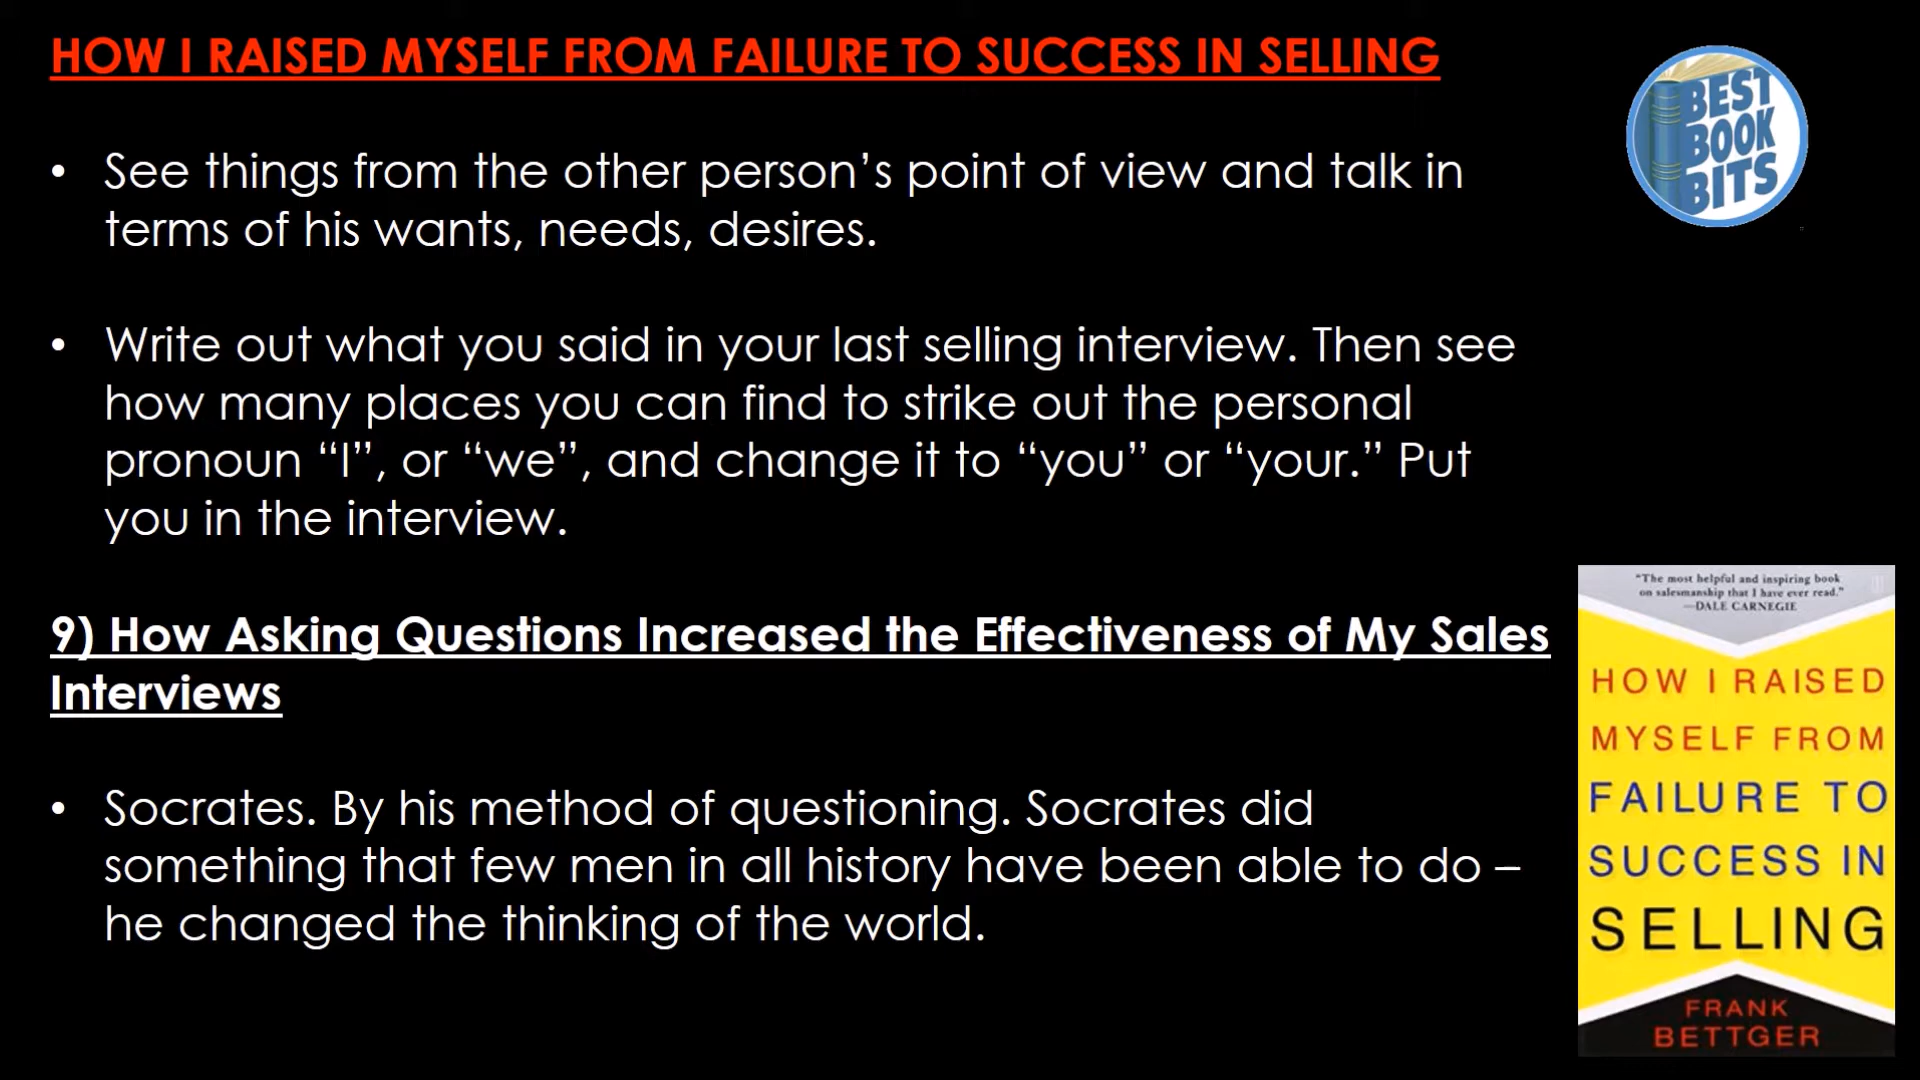 HOW I RAISED MYSELF FROM FAILURE TO SUCCESS IN SELLING
BEST
BOOK
BITS
• See things from the other person’s point of view and talk in
terms of his wants, needs, desires.
• Write out what you said in your last selling interview. Then see
how many places you can find to strike out the personal
pronoun “I”, or “we”, and change it to “you” or “your.” Put
you in the interview.
9) How Asking Questions Increased the Effectiveness of My Sales
Interviews
• Socrates. By his method of questioning. Socrates did
something that few men in all history have been able to do –
he changed the thinking of the world.
"The most helpful and inspiring book
on salesmanship that I have ever read."
—DALE CARNEGIE
HOW I RAISED
MYSELF FROM
FAILURE TO
SUCCESS IN
SELLING
FRANK
BETTGER